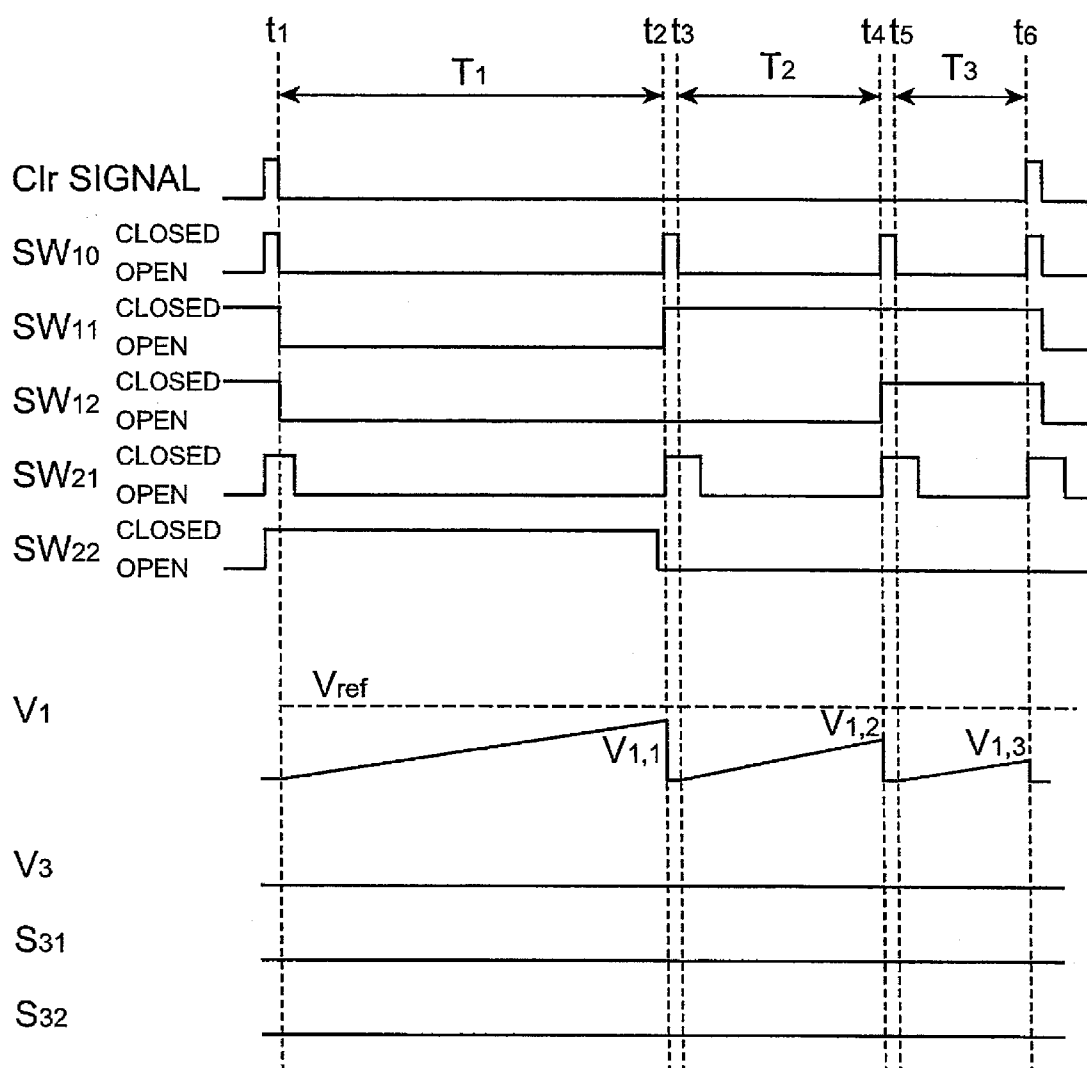 t1 t2 t3 t4 t5 t6
T1 T2 T3
Clr SIGNAL
SW10 CLOSED
OPEN
SW11 CLOSED
OPEN
SW12 CLOSED
OPEN
SW21 CLOSED
OPEN
SW22 CLOSED
OPEN
Vref
V1
V1,1 V1,2 V1,3
V3
S31
S32